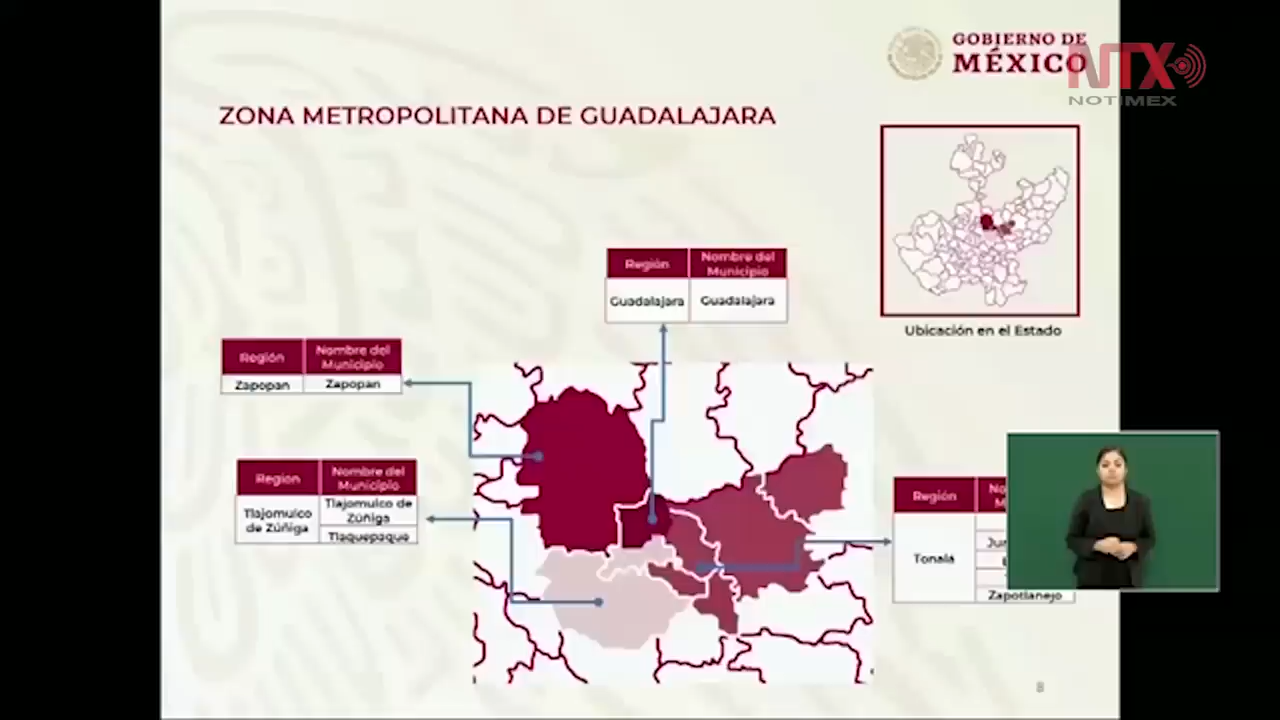 GOBIERNO DE
MÉXICO
NTX
NOTIMEX
ZONA METROPOLITANA DE GUADALAJARA
Ubicación en el Estado
Región
Nombre del
Municipio
Guadalajara
Guadalajara
Región
Nombre del
Municipio
Zapopan
Zapopan
Región
Nombre del
Municipio
Tlajomulco
de Zúñiga
Tlajomulco de
Zúñiga
Tlaquepaque
Región
Tonalá
Zapotlanejo
8